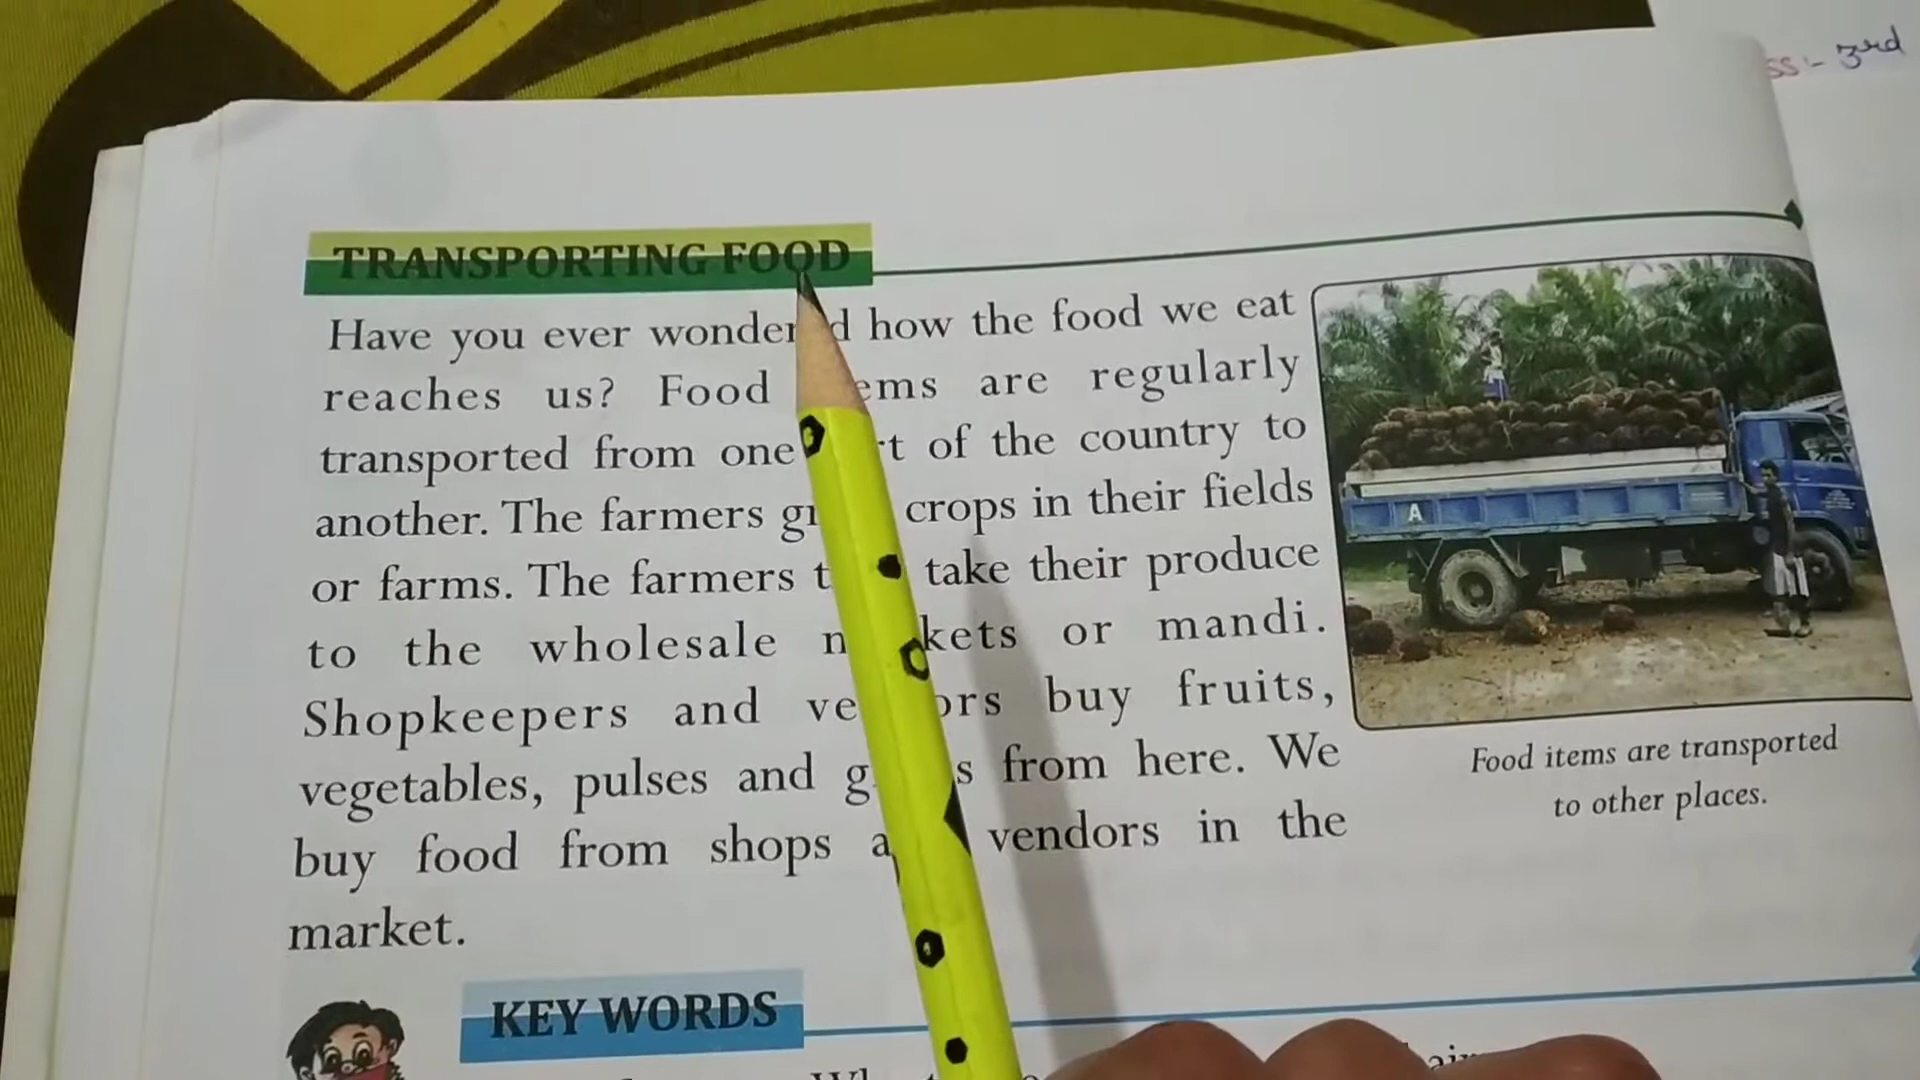 ss:- 3rd
TRANSPORTING FOOD
Have you ever wondered how the food we eat
reaches us? Food items are regularly
transported from one part of the country to
another. The farmers grow crops in their fields
or farms. The farmers take their produce
to the wholesale markets or mandi.
Shopkeepers and vendors buy fruits,
vegetables, pulses and grains from here. We
buy food from shops and vendors in the
market.
A
Food items are transported
to other places.
KEY WORDS